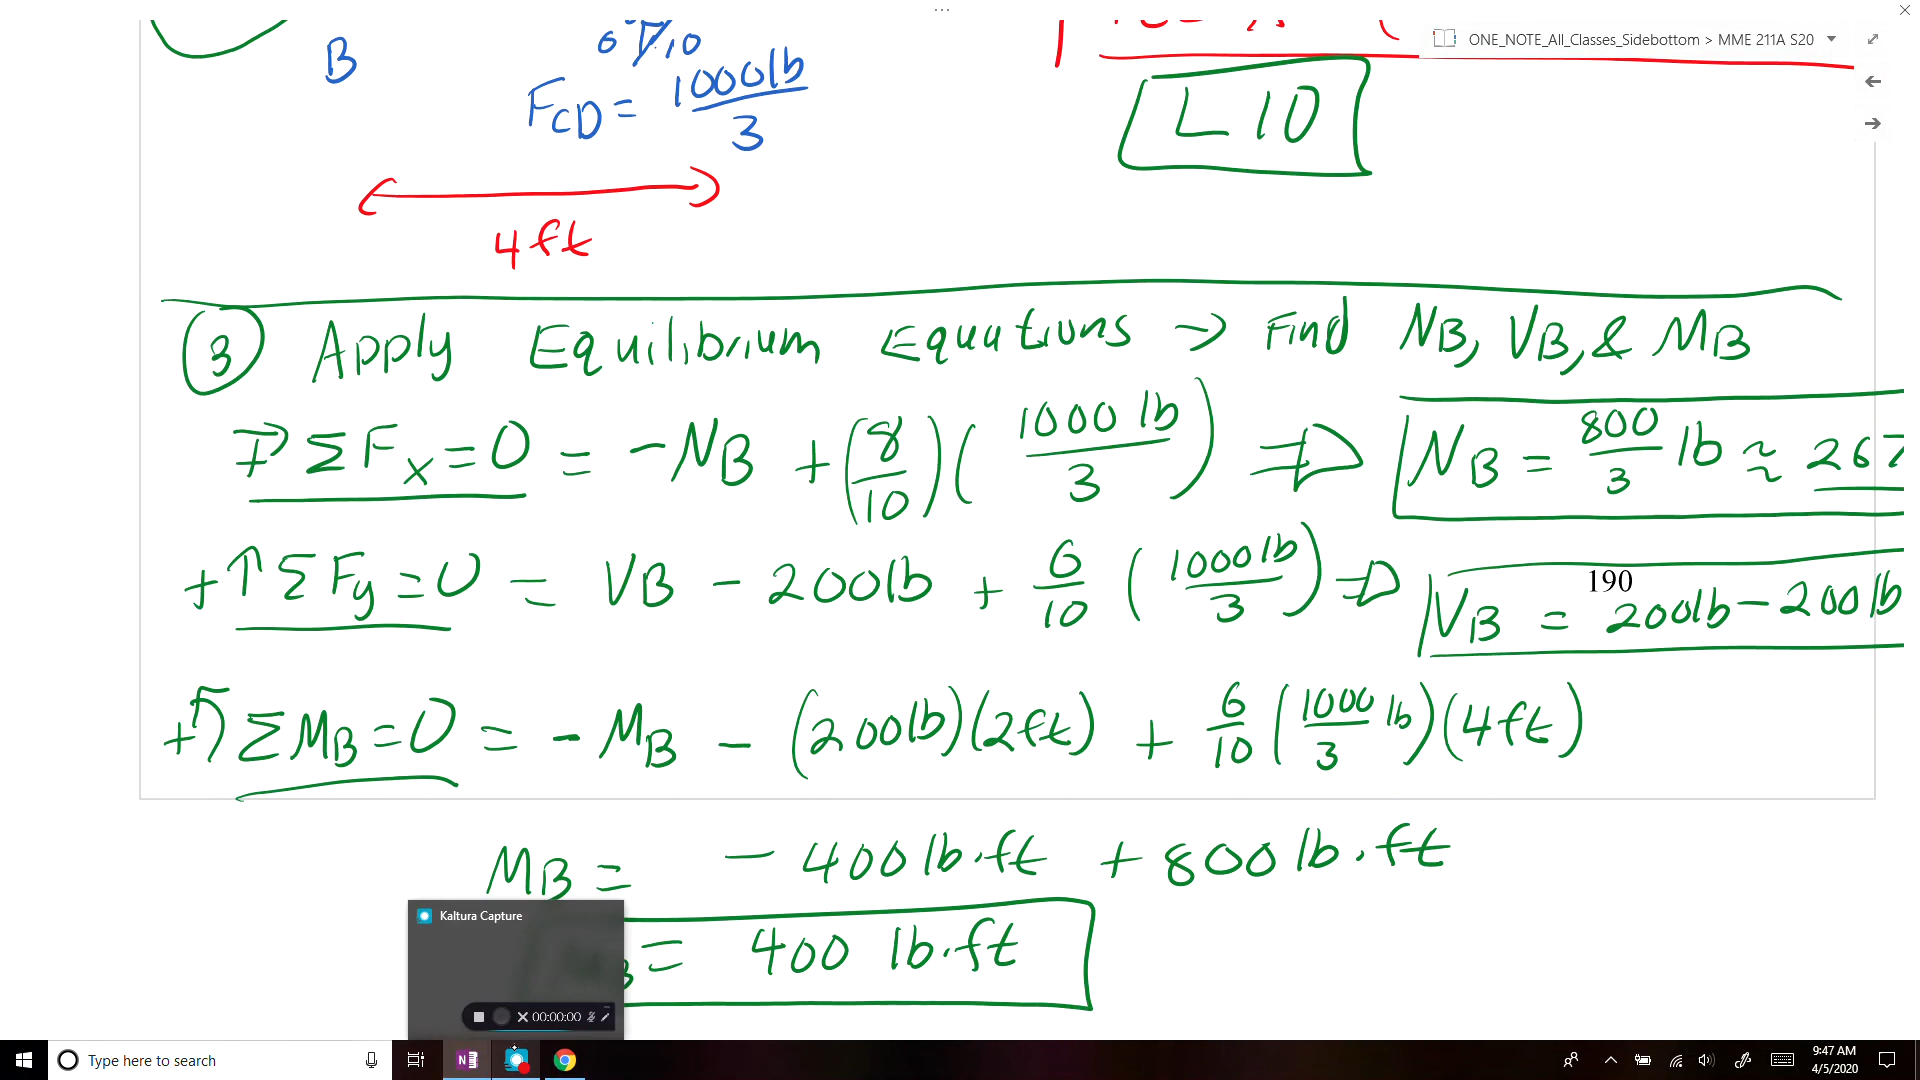 ...
ONE_NOTE_All_Classes_Sidebottom > MME 211A S20
B
6 10
F_CD = 1000lb/3
L 10
4ft
③ Apply Equilibrium Equations → Find NB, VB, & MB
+→ ΣFx = 0 = -NB + (8/10)(1000 lb/3) ⇒ NB = 800/3 lb ≈ 267
+↑ ΣFy = 0 = VB - 200lb + 6/10 (1000lb/3) ⇒ VB = 200lb - 200lb
190
+↰ ΣMB = 0 = - MB - (200lb)(2ft) + 6/10 (1000/3 lb)(4ft)
MB = - 400 lb.ft + 800 lb.ft
B = 400 lb.ft
Kaltura Capture
00:00:00
Type here to search
9:47 AM
4/5/2020